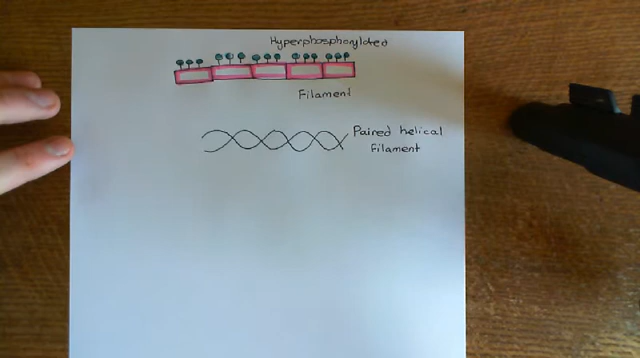 Hyperphosphorylated
Filament
Paired helical
Filament